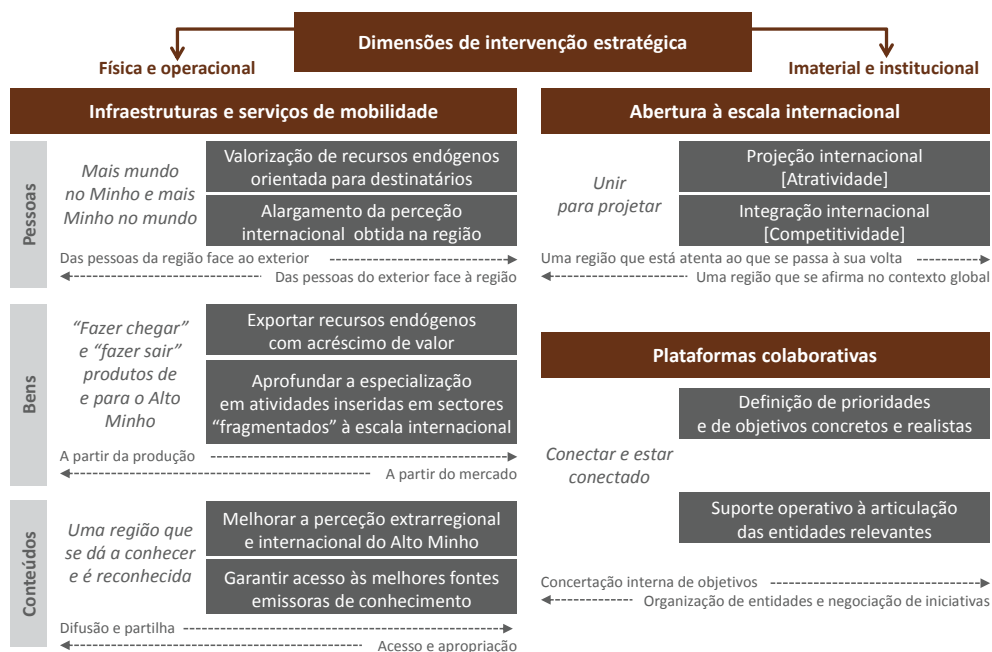 Dimensões de intervenção estratégica
Física e operacional
Imaterial e institucional
Infraestruturas e serviços de mobilidade
Pessoas
Mais mundo
no Minho e mais
Minho no mundo
Valorização de recursos endógenos
orientada para destinatários
Alargamento da perceção
internacional obtida na região
Das pessoas da região face ao exterior
Das pessoas do exterior face à região
Bens
“Fazer chegar”
e “fazer sair”
produtos de
e para o Alto
Minho
Exportar recursos endógenos
com acréscimo de valor
Aprofundar a especialização
em atividades inseridas em sectores
“fragmentados” à escala internacional
A partir da produção
A partir do mercado
Conteúdos
Uma região que
se dá a conhecer
e é reconhecida
Melhorar a perceção extrarregional
e internacional do Alto Minho
Garantir acesso às melhores fontes
emissoras de conhecimento
Difusão e partilha
Acesso e apropriação
Abertura à escala internacional
Unir
para projetar
Projeção internacional
[Atratividade]
Integração internacional
[Competitividade]
Uma região que está atenta ao que se passa à sua volta
Uma região que se afirma no contexto global
Plataformas colaborativas
Conectar e estar
conectado
Definição de prioridades
e de objetivos concretos e realistas
Suporte operativo à articulação
das entidades relevantes
Concertação interna de objetivos
Organização de entidades e negociação de iniciativas